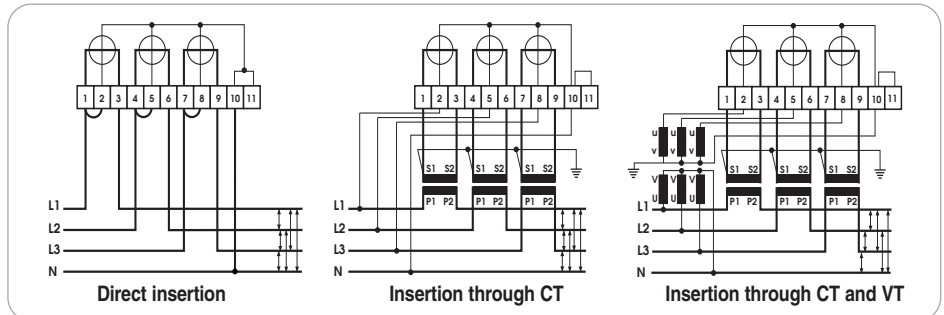 1 2 3 4 5 6 7 8 9 10 11
L1
L2
L3
N
Direct insertion
1 2 3 4 5 6 7 8 9 10 11
S1 S2 S1 S2 S1 S2
P1 P2 P1 P2 P1 P2
L1
L2
L3
N
Insertion through CT
1 2 3 4 5 6 7 8 9 10 11
u u u
v v v
S1 S2 S1 S2 S1 S2
V V V
U U U
P1 P2 P1 P2 P1 P2
L1
L2
L3
N
Insertion through CT and VT